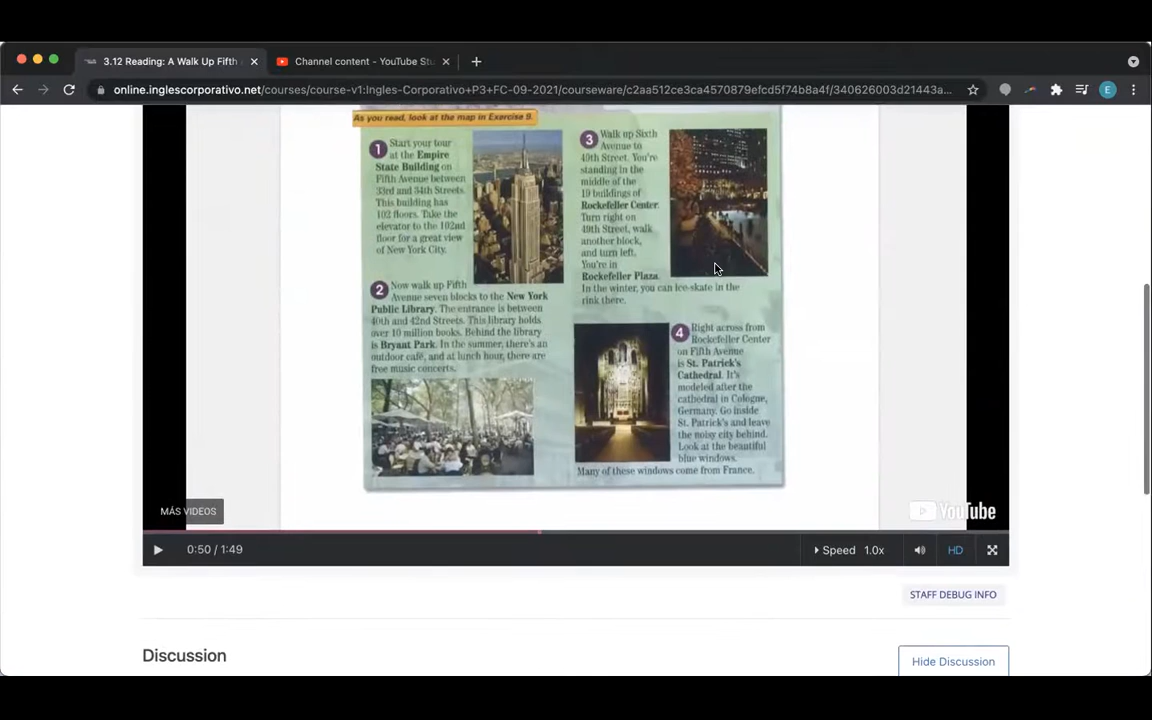 3.12 Reading: A Walk Up Fifth
Channel content - YouTube Stu
online.inglescorporativo.net/courses/course-v1:Ingles-Corporativo+P3+FC-09-2021/courseware/c2aa512ce3ca4570879efcd5f74b8a4f/340626003d21443a...
E
As you read, look at the map in Exercise 9.
1 Start your tour
at the Empire
State Building on
Fifth Avenue between
33rd and 34th Streets.
This building has
102 floors. Take the
elevator to the 102nd
floor for a great view
of New York City.
2 Now walk up Fifth
Avenue seven blocks to the New York
Public Library. The entrance is between
40th and 42nd Streets. This library holds
over 10 million books. Behind the library
is Bryant Park. In the summer, there's an
outdoor café, and at lunch hour, there are
free music concerts.
3 Walk up Sixth
Avenue to
49th Street. You're
standing in the
middle of the
19 buildings of
Rockefeller Center.
Turn right on
49th Street, walk
another block,
and turn left.
You're in
Rockefeller Plaza.
In the winter, you can ice-skate in the
rink there.
4 Right across from
Rockefeller Center
on Fifth Avenue
is St. Patrick's
Cathedral. It's
modeled after the
cathedral in Cologne,
Germany. Go inside
St. Patrick's and leave
the noisy city behind.
Look at the beautiful
blue windows.
Many of these windows come from France.
MÁS VIDEOS
YouTube
0:50 / 1:49
Speed 1.0x
HD
STAFF DEBUG INFO
Discussion
Hide Discussion